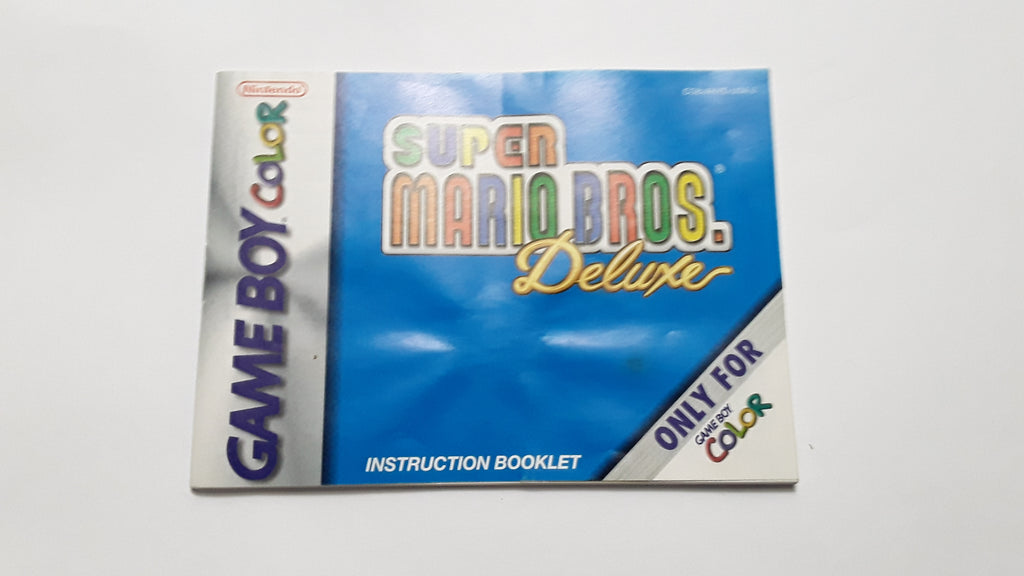 Nintendo
GAME BOY COLOR
SUPER
MARIO BROS.
Deluxe
INSTRUCTION BOOKLET
ONLY FOR
GAME BOY
COLOR